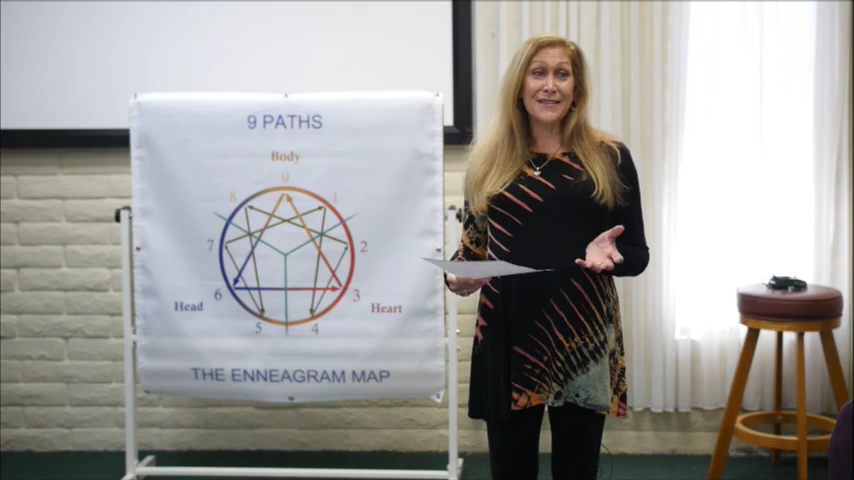 9 PATHS
Body
9
8 1
7 2
6 3
Head Heart
5 4
THE ENNEAGRAM MAP